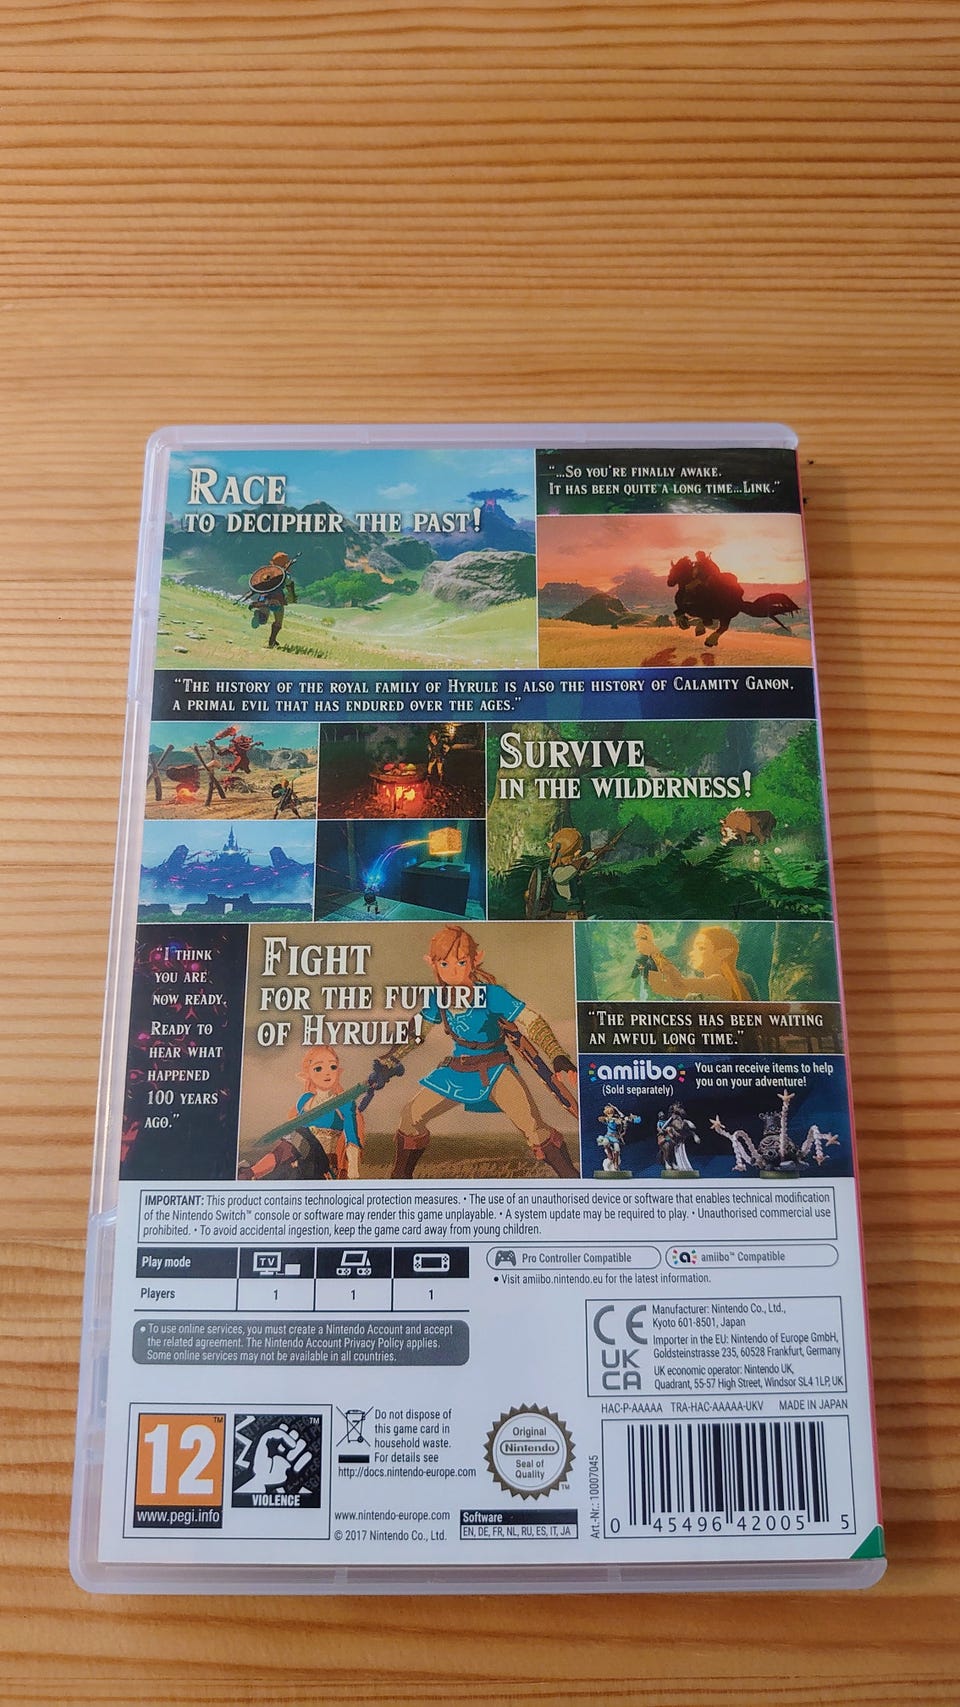 RACE
TO DECIPHER THE PAST!
"...SO YOU'RE FINALLY AWAKE.
IT HAS BEEN QUITE A LONG TIME...LINK."
"THE HISTORY OF THE ROYAL FAMILY OF HYRULE IS ALSO THE HISTORY OF CALAMITY GANON,
A PRIMAL EVIL THAT HAS ENDURED OVER THE AGES."
SURVIVE
IN THE WILDERNESS!
"I THINK
YOU ARE
NOW READY.
READY TO
HEAR WHAT
HAPPENED
100 YEARS
AGO."
FIGHT
FOR THE FUTURE
OF HYRULE!
"THE PRINCESS HAS BEEN WAITING
AN AWFUL LONG TIME."
amiibo
(Sold separately)
You can receive items to help
you on your adventure!
IMPORTANT: This product contains technological protection measures. • The use of an unauthorised device or software that enables technical modification
of the Nintendo Switch™ console or software may render this game unplayable. • A system update may be required to play. • Unauthorised commercial use
prohibited. • To avoid accidental ingestion, keep the game card away from young children.
Play mode
TV
Players 1 1 1
Pro Controller Compatible
amiibo™ Compatible
• Visit amiibo.nintendo.eu for the latest information.
• To use online services, you must create a Nintendo Account and accept
the related agreement. The Nintendo Account Privacy Policy applies.
Some online services may not be available in all countries.
CE
UK
CA
Manufacturer: Nintendo Co., Ltd.,
Kyoto 601-8501, Japan
Importer in the EU: Nintendo of Europe GmbH,
Goldsteinstrasse 235, 60528 Frankfurt, Germany
UK economic operator: Nintendo UK,
Quadrant, 55-57 High Street, Windsor SL4 1LP, UK
HAC-P-AAAAA TRA-HAC-AAAAA-UKV MADE IN JAPAN
12™
www.pegi.info
™
VIOLENCE
Do not dispose of
this game card in
household waste.
For details see
http://docs.nintendo-europe.com
www.nintendo-europe.com
© 2017 Nintendo Co., Ltd.
Original
Nintendo
Seal of
Quality
™
Software
EN, DE, FR, NL, RU, ES, IT, JA
Art.-Nr.: 10007045
0 45496 42005 5